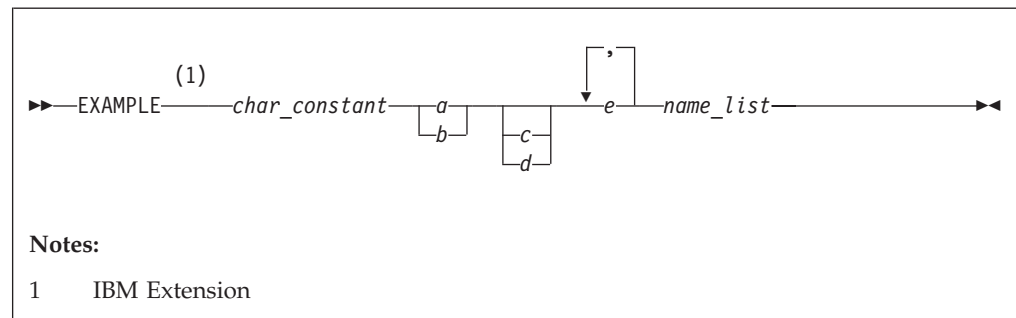 ,
(1)
EXAMPLE char_constant a e name_list
b c
d
Notes:
1 IBM Extension